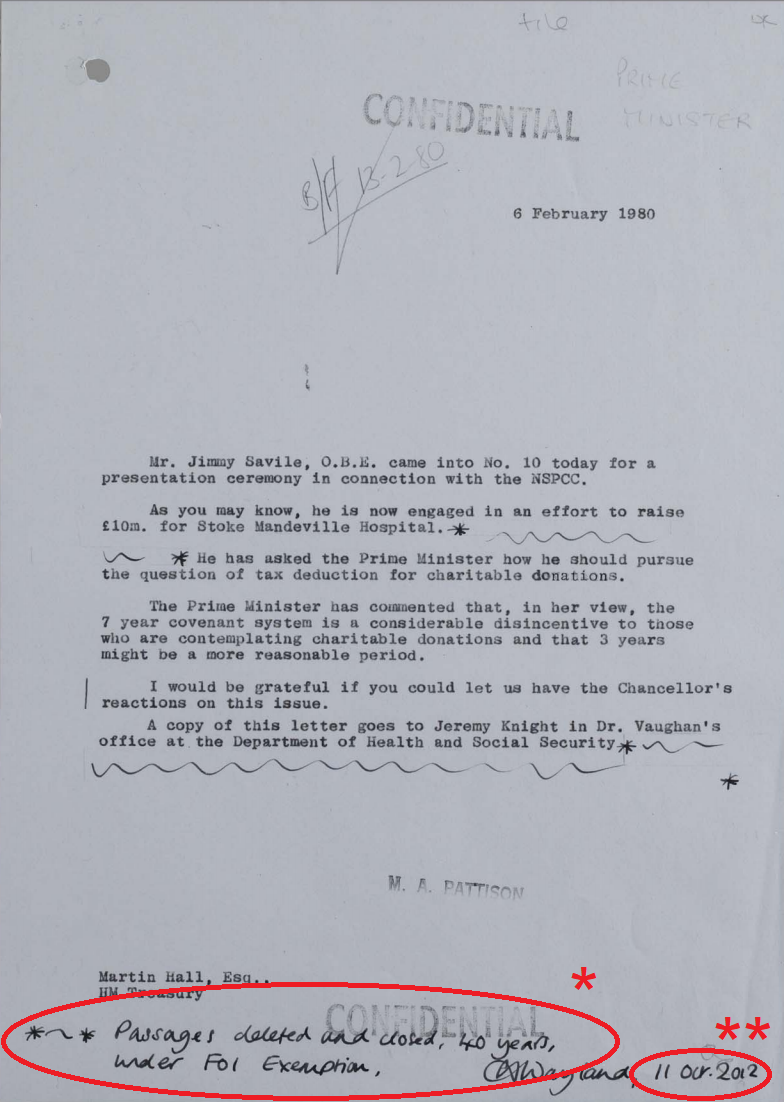 file
PRIME
MINISTER
CONFIDENTIAL
B/F 13-2-80
6 February 1980
Mr. Jimmy Savile, O.B.E. came into No. 10 today for a
presentation ceremony in connection with the NSPCC.
As you may know, he is now engaged in an effort to raise
£10m. for Stoke Mandeville Hospital. *
* He has asked the Prime Minister how he should pursue
the question of tax deduction for charitable donations.
The Prime Minister has commented that, in her view, the
7 year covenant system is a considerable disincentive to those
who are contemplating charitable donations and that 3 years
might be a more reasonable period.
I would be grateful if you could let us have the Chancellor's
reactions on this issue.
A copy of this letter goes to Jeremy Knight in Dr. Vaughan's
office at the Department of Health and Social Security *
*
M. A. PATTISON
Martin Hall, Esq..
HM Treasury
*
CONFIDENTIAL
*~* Passages deleted and closed, 40 years,
under FOI Exemption.
**
Wayland, 11 Oct. 2012